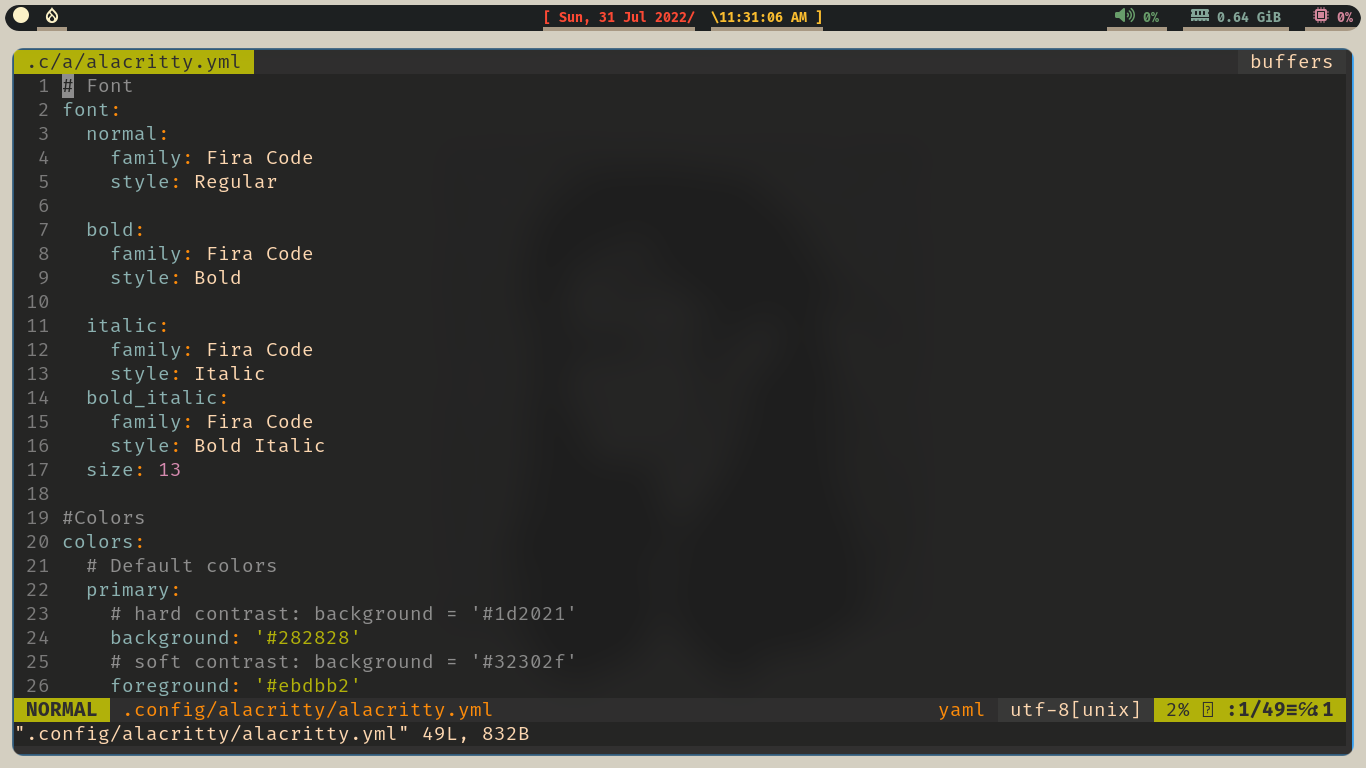 [ Sun, 31 Jul 2022/ \11:31:06 AM ] 0% 0.64 GiB 0%
.c/a/alacritty.yml buffers
1 # Font
2 font:
3   normal:
4     family: Fira Code
5     style: Regular
6
7   bold:
8     family: Fira Code
9     style: Bold
10
11   italic:
12     family: Fira Code
13     style: Italic
14   bold_italic:
15     family: Fira Code
16     style: Bold Italic
17   size: 13
18
19 #Colors
20 colors:
21   # Default colors
22   primary:
23     # hard contrast: background = '#1d2021'
24     background: '#282828'
25     # soft contrast: background = '#32302f'
26     foreground: '#ebdbb2'
NORMAL .config/alacritty/alacritty.yml yaml utf-8[unix] 2% :1/49≡℅1
".config/alacritty/alacritty.yml" 49L, 832B